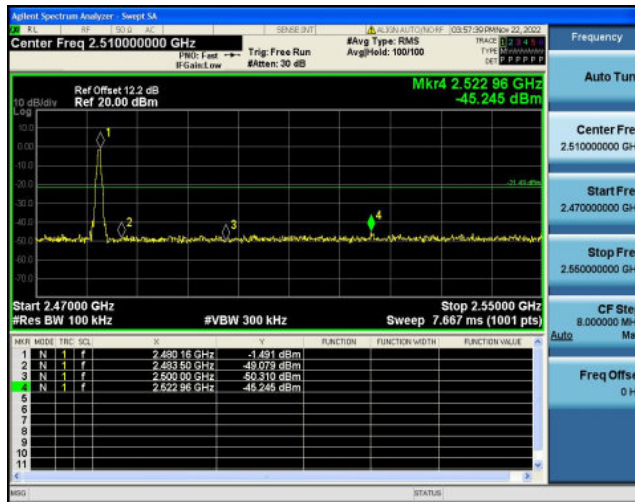 Agilent Spectrum Analyzer - Swept SA
RL RF 50 Ω AC SENSE:INT ALIGN AUTO/NO RF 03:57:39 PM Nov 22, 2022
Center Freq 2.510000000 GHz
PNO: Fast
IFGain:Low
Trig: Free Run
#Atten: 30 dB
#Avg Type: RMS
Avg|Hold: 100/100
TRACE 1 2 3 4 5 6
TYPE M
DET P P P P P P
Ref Offset 12.2 dB
Ref 20.00 dBm
Mkr4 2.522 96 GHz
-45.245 dBm
10 dB/div
Log
10.0
0.00
-10.0
-20.0
-30.0
-40.0
-50.0
-60.0
-70.0
1
2
3
4
Start 2.47000 GHz
Stop 2.55000 GHz
#Res BW 100 kHz
#VBW 300 kHz
Sweep 7.667 ms (1001 pts)
MKR MODE TRC SCL X Y FUNCTION FUNCTION WIDTH FUNCTION VALUE
1 N 1 f 2.480 16 GHz -1.491 dBm
2 N 1 f 2.483 50 GHz -49.079 dBm
3 N 1 f 2.500 00 GHz -50.310 dBm
4 N 1 f 2.522 96 GHz -45.245 dBm
5
6
7
8
9
10
11
MSG
STATUS
Frequency
Auto Tun
Center Fre
2.510000000 GH
Start Fre
2.470000000 GH
Stop Fre
2.550000000 GH
CF Ste
8.000000 MH
Auto Ma
Freq Offse
0 H